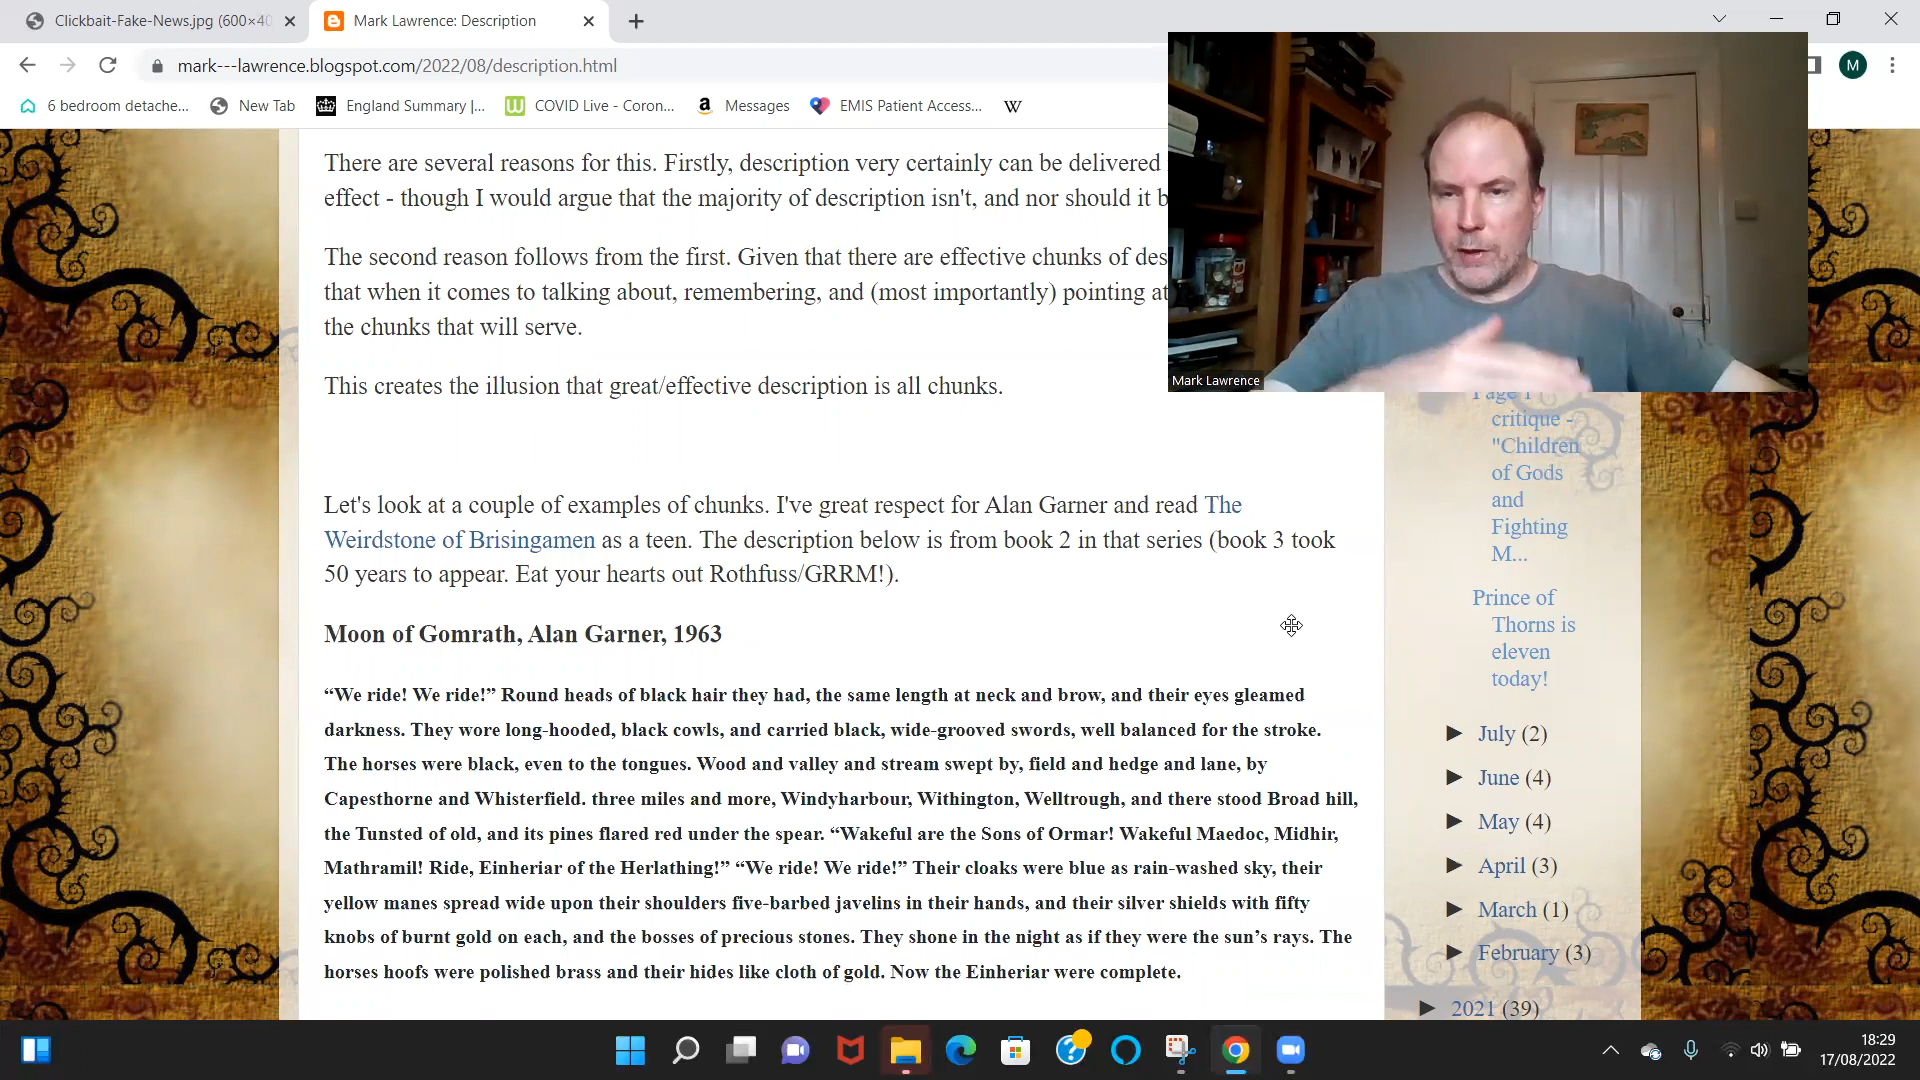 Clickbait-Fake-News.jpg (600×40
Mark Lawrence: Description
mark---lawrence.blogspot.com/2022/08/description.html
M
6 bedroom detache...
New Tab
England Summary |...
COVID Live - Coron...
Messages
EMIS Patient Access...
W
There are several reasons for this. Firstly, description very certainly can be delivered
effect - though I would argue that the majority of description isn't, and nor should it b
The second reason follows from the first. Given that there are effective chunks of des
that when it comes to talking about, remembering, and (most importantly) pointing at
the chunks that will serve.
This creates the illusion that great/effective description is all chunks.
Mark Lawrence
Let's look at a couple of examples of chunks. I've great respect for Alan Garner and read The
Weirdstone of Brisingamen as a teen. The description below is from book 2 in that series (book 3 took
50 years to appear. Eat your hearts out Rothfuss/GRRM!).
Moon of Gomrath, Alan Garner, 1963
“We ride! We ride!” Round heads of black hair they had, the same length at neck and brow, and their eyes gleamed
darkness. They wore long-hooded, black cowls, and carried black, wide-grooved swords, well balanced for the stroke.
The horses were black, even to the tongues. Wood and valley and stream swept by, field and hedge and lane, by
Capesthorne and Whisterfield. three miles and more, Windyharbour, Withington, Welltrough, and there stood Broad hill,
the Tunsted of old, and its pines flared red under the spear. “Wakeful are the Sons of Ormar! Wakeful Maedoc, Midhir,
Mathramil! Ride, Einheriar of the Herlathing!” “We ride! We ride!” Their cloaks were blue as rain-washed sky, their
yellow manes spread wide upon their shoulders five-barbed javelins in their hands, and their silver shields with fifty
knobs of burnt gold on each, and the bosses of precious stones. They shone in the night as if they were the sun’s rays. The
horses hoofs were polished brass and their hides like cloth of gold. Now the Einheriar were complete.
Page 1
critique -
"Children
of Gods
and
Fighting
M...
Prince of
Thorns is
eleven
today!
► July (2)
► June (4)
► May (4)
► April (3)
► March (1)
► February (3)
► 2021 (39)
18:29
17/08/2022